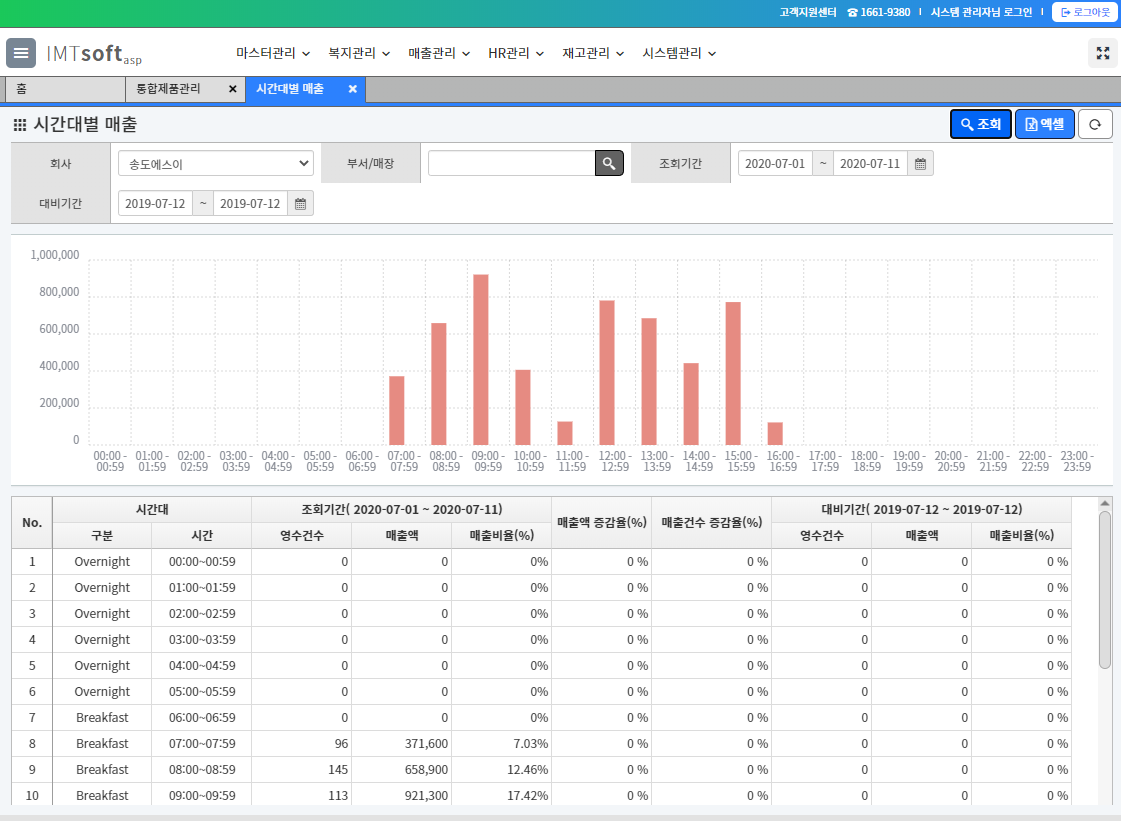 고객지원센터 ☎ 1661-9380 | 시스템 관리자님 로그인 | 로그아웃
IMTsoft asp 마스터관리 복지관리 매출관리 HR관리 재고관리 시스템관리
홈 통합제품관리 × 시간대별 매출 ×
시간대별 매출 조회 엑셀
회사 송도에스이 부서/매장 조회기간 2020-07-01 ~ 2020-07-11
대비기간 2019-07-12 ~ 2019-07-12
1,000,000
800,000
600,000
400,000
200,000
0
00:00 - 01:00 - 02:00 - 03:00 - 04:00 - 05:00 - 06:00 - 07:00 - 08:00 - 09:00 - 10:00 - 11:00 - 12:00 - 13:00 - 14:00 - 15:00 - 16:00 - 17:00 - 18:00 - 19:00 - 20:00 - 21:00 - 22:00 - 23:00 -
00:59 01:59 02:59 03:59 04:59 05:59 06:59 07:59 08:59 09:59 10:59 11:59 12:59 13:59 14:59 15:59 16:59 17:59 18:59 19:59 20:59 21:59 22:59 23:59
No. 시간대 조회기간( 2020-07-01 ~ 2020-07-11) 매출액 증감율(%) 매출건수 증감율(%) 대비기간( 2019-07-12 ~ 2019-07-12)
구분 시간 영수건수 매출액 매출비율(%) 영수건수 매출액 매출비율(%)
1 Overnight 00:00~00:59 0 0 0% 0 % 0 % 0 0 0 %
2 Overnight 01:00~01:59 0 0 0% 0 % 0 % 0 0 0 %
3 Overnight 02:00~02:59 0 0 0% 0 % 0 % 0 0 0 %
4 Overnight 03:00~03:59 0 0 0% 0 % 0 % 0 0 0 %
5 Overnight 04:00~04:59 0 0 0% 0 % 0 % 0 0 0 %
6 Overnight 05:00~05:59 0 0 0% 0 % 0 % 0 0 0 %
7 Breakfast 06:00~06:59 0 0 0% 0 % 0 % 0 0 0 %
8 Breakfast 07:00~07:59 96 371,600 7.03% 0 % 0 % 0 0 0 %
9 Breakfast 08:00~08:59 145 658,900 12.46% 0 % 0 % 0 0 0 %
10 Breakfast 09:00~09:59 113 921,300 17.42% 0 % 0 % 0 0 0 %